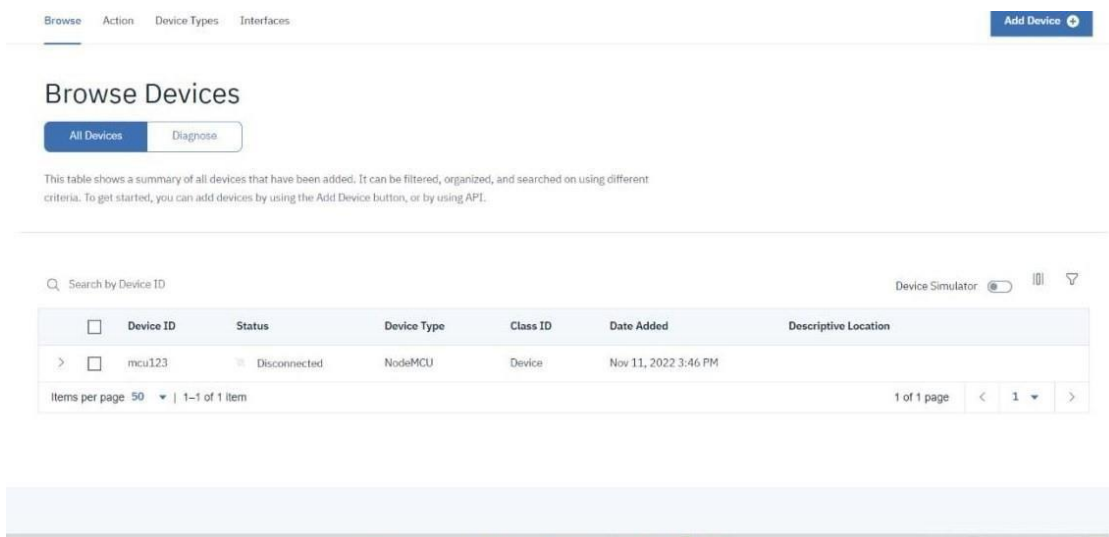 Browse Action Device Types Interfaces Add Device
Browse Devices
All Devices Diagnose
This table shows a summary of all devices that have been added. It can be filtered, organized, and searched on using different
criteria. To get started, you can add devices by using the Add Device button, or by using API.
Search by Device ID Device Simulator
Device ID Status Device Type Class ID Date Added Descriptive Location
mcu123 Disconnected NodeMCU Device Nov 11, 2022 3:46 PM
Items per page 50 | 1–1 of 1 item 1 of 1 page 1